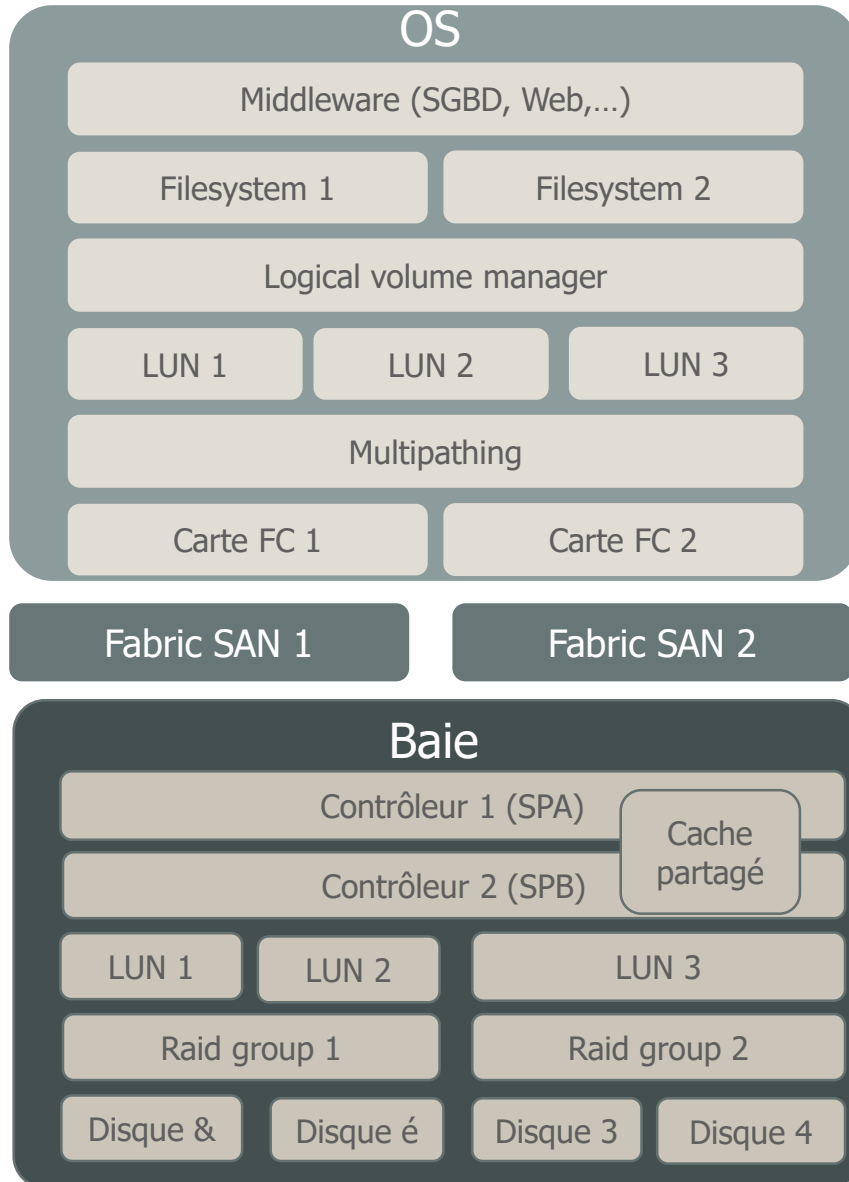 OS
Middleware (SGBD, Web,…)
Filesystem 1
Filesystem 2
Logical volume manager
LUN 1
LUN 2
LUN 3
Multipathing
Carte FC 1
Carte FC 2
Fabric SAN 1
Fabric SAN 2
Baie
Contrôleur 1 (SPA)
Cache
partagé
Contrôleur 2 (SPB)
LUN 1
LUN 2
LUN 3
Raid group 1
Raid group 2
Disque &
Disque é
Disque 3
Disque 4